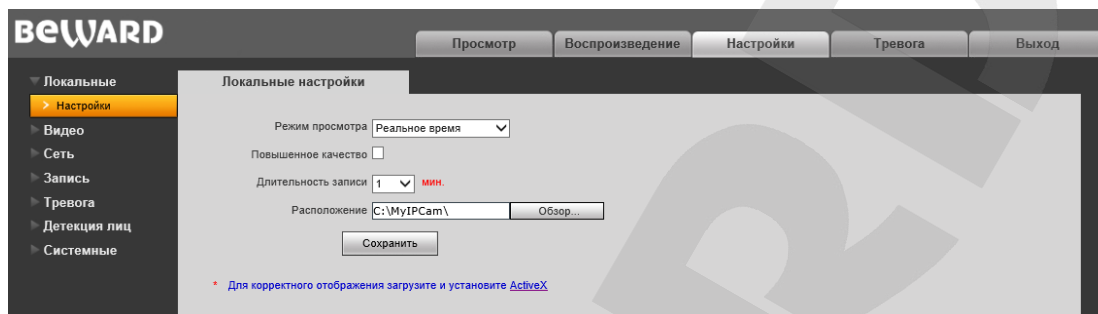 BEWARD
Просмотр Воспроизведение Настройки Тревога Выход
Локальные
Настройки
Видео
Сеть
Запись
Тревога
Детекция лиц
Системные
Локальные настройки
Режим просмотра Реальное время
Повышенное качество
Длительность записи 1 мин.
Расположение C:\MyIPCam\ Обзор...
Сохранить
* Для корректного отображения загрузите и установите ActiveX